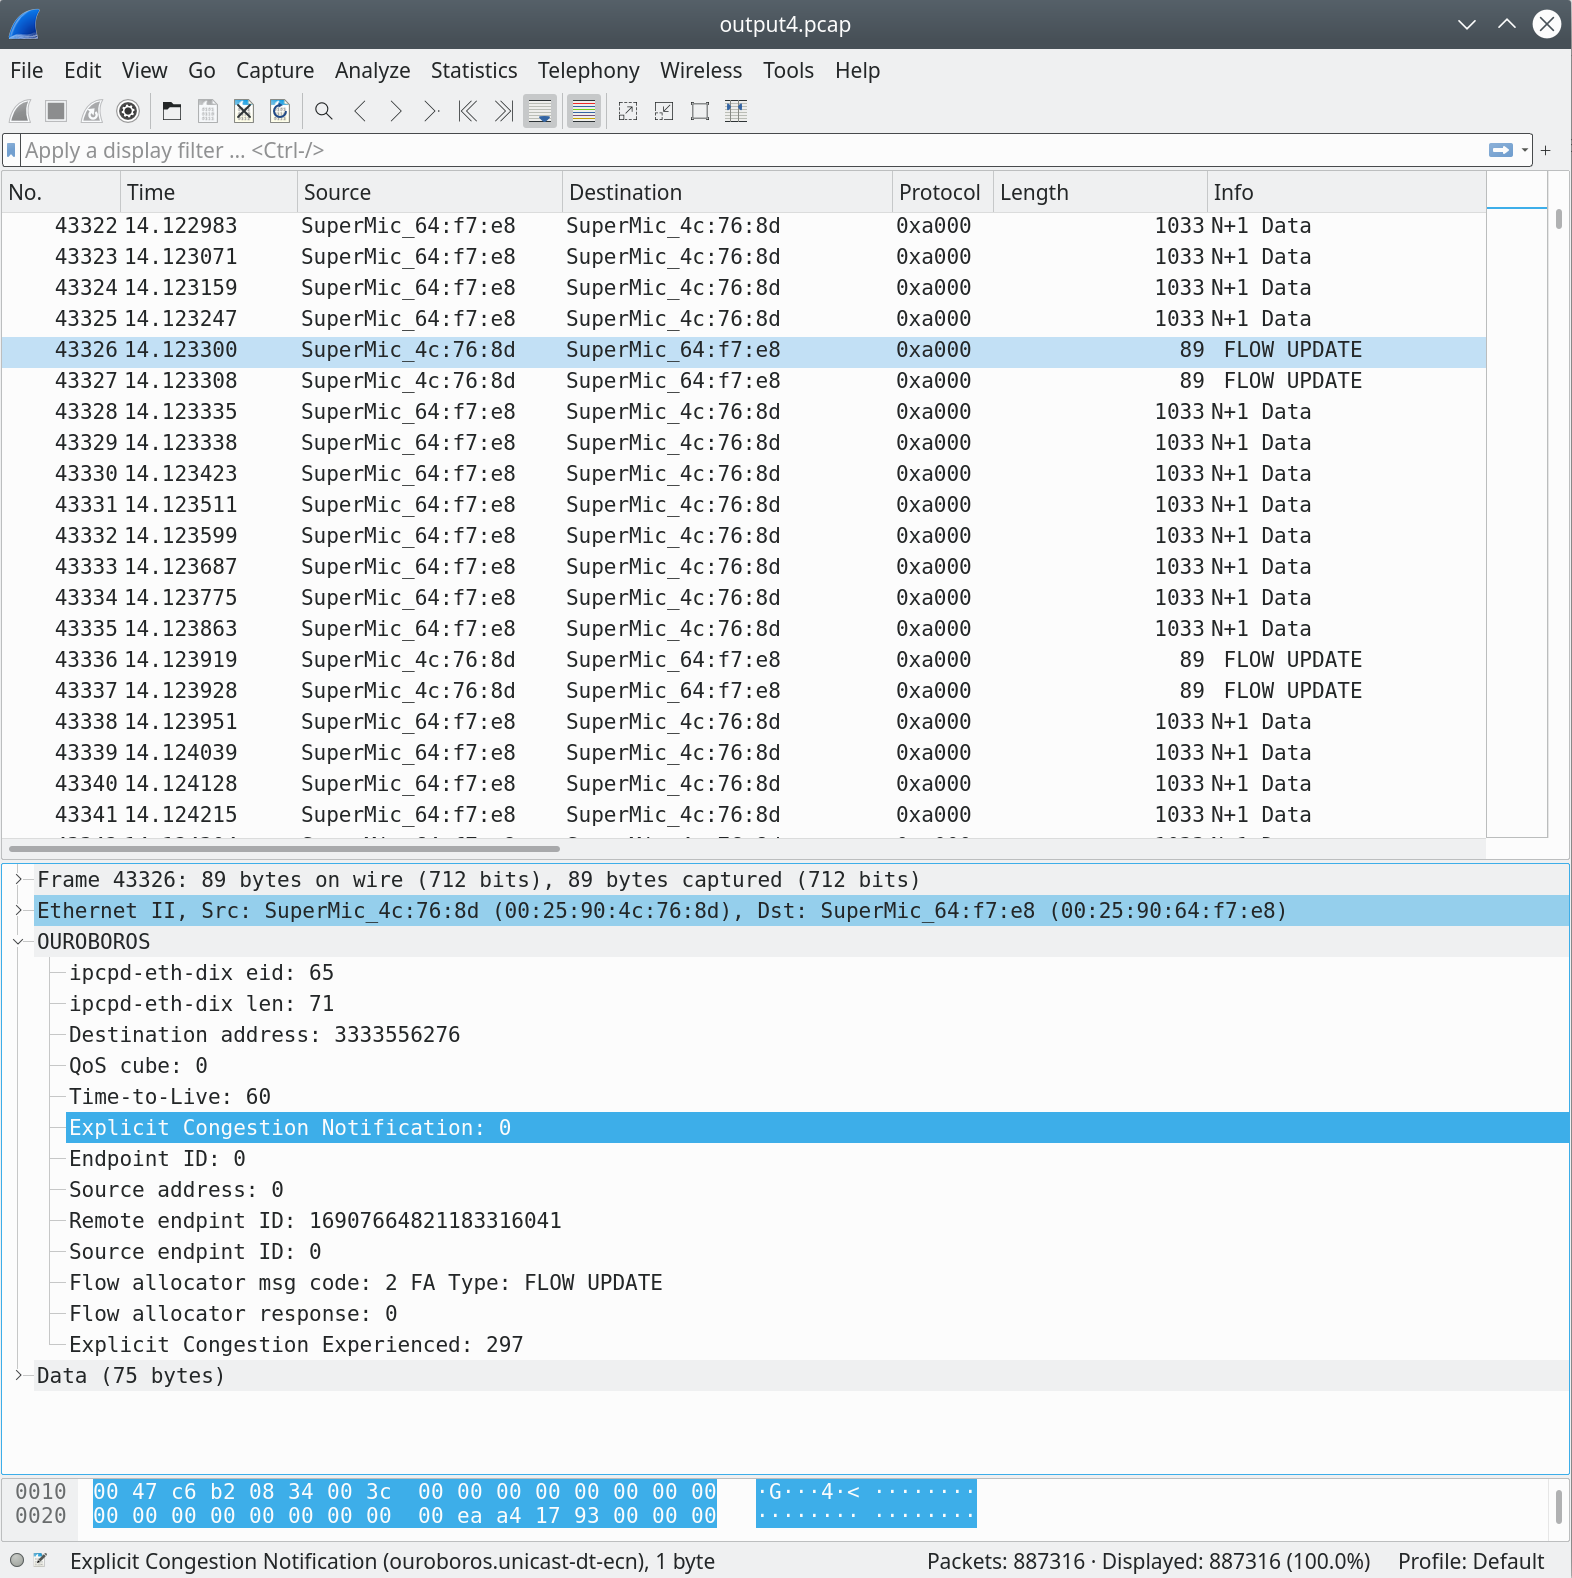 output4.pcap
File Edit View Go Capture Analyze Statistics Telephony Wireless Tools Help
Apply a display filter ... <Ctrl-/>
No. Time Source Destination Protocol Length Info
43322 14.122983 SuperMic_64:f7:e8 SuperMic_4c:76:8d 0xa000 1033 N+1 Data
43323 14.123071 SuperMic_64:f7:e8 SuperMic_4c:76:8d 0xa000 1033 N+1 Data
43324 14.123159 SuperMic_64:f7:e8 SuperMic_4c:76:8d 0xa000 1033 N+1 Data
43325 14.123247 SuperMic_64:f7:e8 SuperMic_4c:76:8d 0xa000 1033 N+1 Data
43326 14.123300 SuperMic_4c:76:8d SuperMic_64:f7:e8 0xa000 89 FLOW UPDATE
43327 14.123308 SuperMic_4c:76:8d SuperMic_64:f7:e8 0xa000 89 FLOW UPDATE
43328 14.123335 SuperMic_64:f7:e8 SuperMic_4c:76:8d 0xa000 1033 N+1 Data
43329 14.123338 SuperMic_64:f7:e8 SuperMic_4c:76:8d 0xa000 1033 N+1 Data
43330 14.123423 SuperMic_64:f7:e8 SuperMic_4c:76:8d 0xa000 1033 N+1 Data
43331 14.123511 SuperMic_64:f7:e8 SuperMic_4c:76:8d 0xa000 1033 N+1 Data
43332 14.123599 SuperMic_64:f7:e8 SuperMic_4c:76:8d 0xa000 1033 N+1 Data
43333 14.123687 SuperMic_64:f7:e8 SuperMic_4c:76:8d 0xa000 1033 N+1 Data
43334 14.123775 SuperMic_64:f7:e8 SuperMic_4c:76:8d 0xa000 1033 N+1 Data
43335 14.123863 SuperMic_64:f7:e8 SuperMic_4c:76:8d 0xa000 1033 N+1 Data
43336 14.123919 SuperMic_4c:76:8d SuperMic_64:f7:e8 0xa000 89 FLOW UPDATE
43337 14.123928 SuperMic_4c:76:8d SuperMic_64:f7:e8 0xa000 89 FLOW UPDATE
43338 14.123951 SuperMic_64:f7:e8 SuperMic_4c:76:8d 0xa000 1033 N+1 Data
43339 14.124039 SuperMic_64:f7:e8 SuperMic_4c:76:8d 0xa000 1033 N+1 Data
43340 14.124128 SuperMic_64:f7:e8 SuperMic_4c:76:8d 0xa000 1033 N+1 Data
43341 14.124215 SuperMic_64:f7:e8 SuperMic_4c:76:8d 0xa000 1033 N+1 Data
Frame 43326: 89 bytes on wire (712 bits), 89 bytes captured (712 bits)
Ethernet II, Src: SuperMic_4c:76:8d (00:25:90:4c:76:8d), Dst: SuperMic_64:f7:e8 (00:25:90:64:f7:e8)
OUROBOROS
ipcpd-eth-dix eid: 65
ipcpd-eth-dix len: 71
Destination address: 3333556276
QoS cube: 0
Time-to-Live: 60
Explicit Congestion Notification: 0
Endpoint ID: 0
Source address: 0
Remote endpint ID: 16907664821183316041
Source endpint ID: 0
Flow allocator msg code: 2 FA Type: FLOW UPDATE
Flow allocator response: 0
Explicit Congestion Experienced: 297
Data (75 bytes)
0010 00 47 c6 b2 08 34 00 3c 00 00 00 00 00 00 00 00 ·G···4·< ········
0020 00 00 00 00 00 00 00 00 00 ea a4 17 93 00 00 00 ········ ········
Explicit Congestion Notification (ouroboros.unicast-dt-ecn), 1 byte Packets: 887316 · Displayed: 887316 (100.0%) Profile: Default